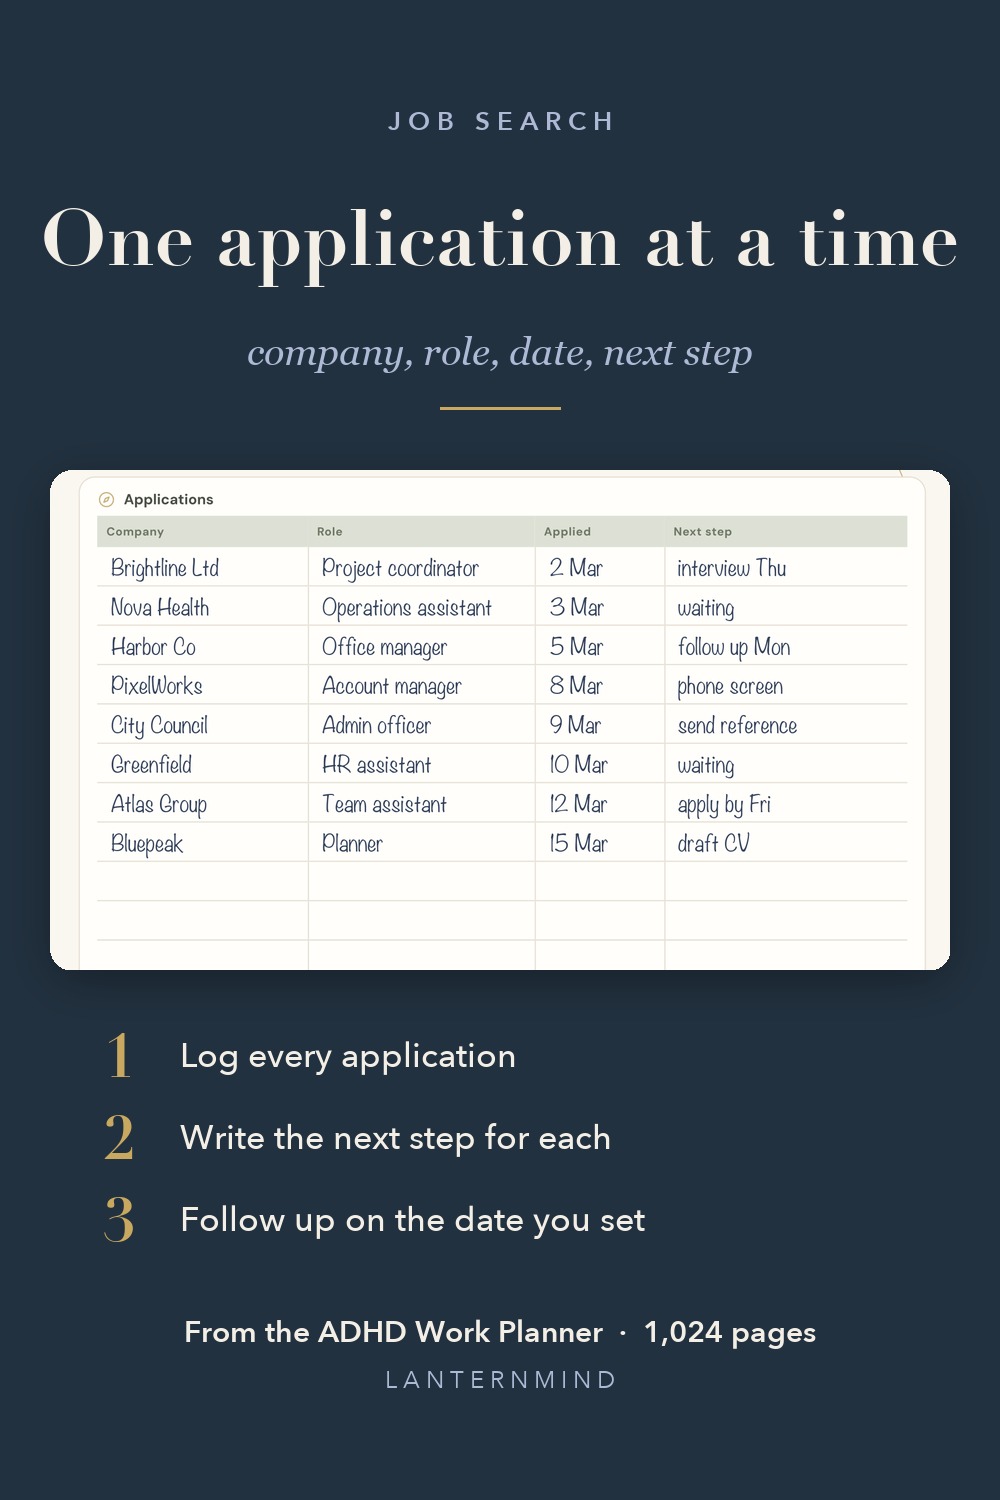 JOB SEARCH
One application at a time
company, role, date, next step
Applications
Company Role Applied Next step
Brightline Ltd Project coordinator 2 Mar interview Thu
Nova Health Operations assistant 3 Mar waiting
Harbor Co Office manager 5 Mar follow up Mon
PixelWorks Account manager 8 Mar phone screen
City Council Admin officer 9 Mar send reference
Greenfield HR assistant 10 Mar waiting
Atlas Group Team assistant 12 Mar apply by Fri
Bluepeak Planner 15 Mar draft CV
1 Log every application
2 Write the next step for each
3 Follow up on the date you set
From the ADHD Work Planner · 1,024 pages
LANTERNMIND